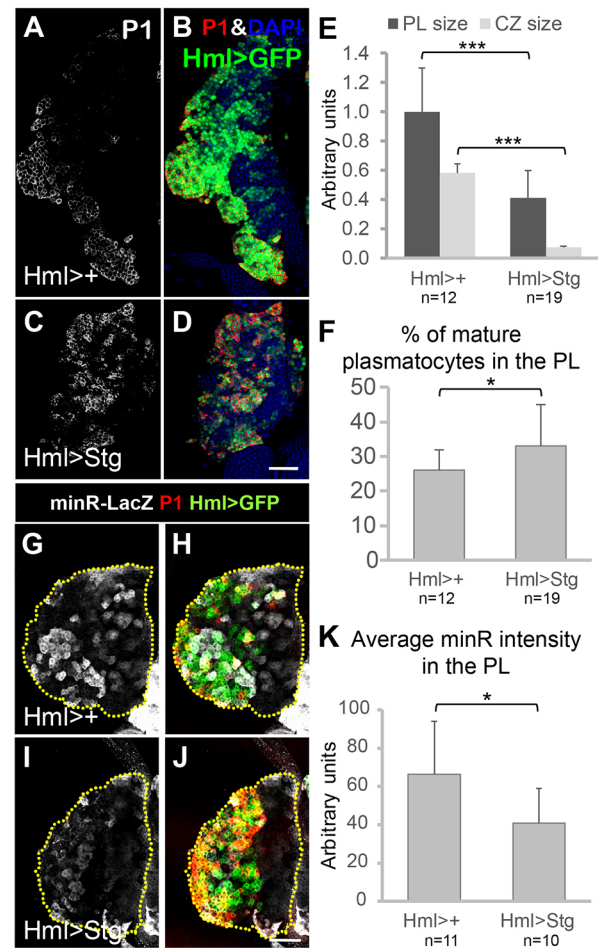 A
P1
B
P1&DAPI
Hml>GFP
Hml>+
C
Hml>Stg
D
minR-LacZ P1 Hml>GFP
G
Hml>+
H
I
Hml>Stg
J
E
PL size
CZ size
Arbitrary units
1.4
1.2
1.0
0.8
0.6
0.4
0.2
0.0
***
***
Hml>+
n=12
Hml>Stg
n=19
F
% of mature
plasmatocytes in the PL
50
40
30
20
10
0
*
Hml>+
n=12
Hml>Stg
n=19
K
Average minR intensity
in the PL
Arbitrary units
100
80
60
40
20
0
*
Hml>+
n=11
Hml>Stg
n=10